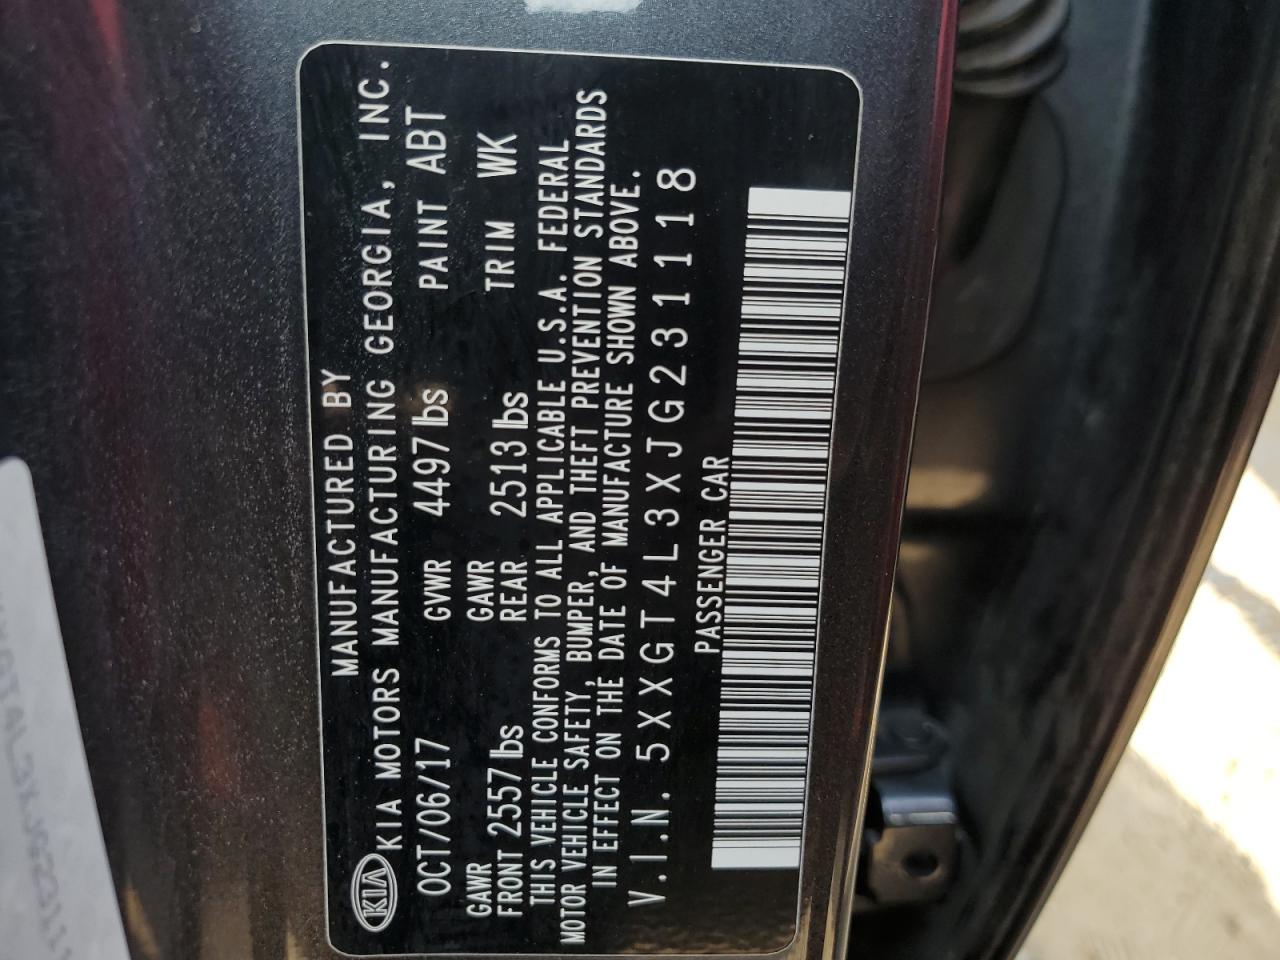 MANUFACTURED BY
KIA KIA MOTORS MANUFACTURING GEORGIA, INC.
OCT/06/17 GVWR 4497 lbs PAINT ABT
GAWR FRONT 2557 lbs GAWR REAR 2513 lbs TRIM WK
THIS VEHICLE CONFORMS TO ALL APPLICABLE U.S.A. FEDERAL
MOTOR VEHICLE SAFETY, BUMPER, AND THEFT PREVENTION STANDARDS
IN EFFECT ON THE DATE OF MANUFACTURE SHOWN ABOVE.
V.I.N. 5XXGT4L3XJG231118
PASSENGER CAR